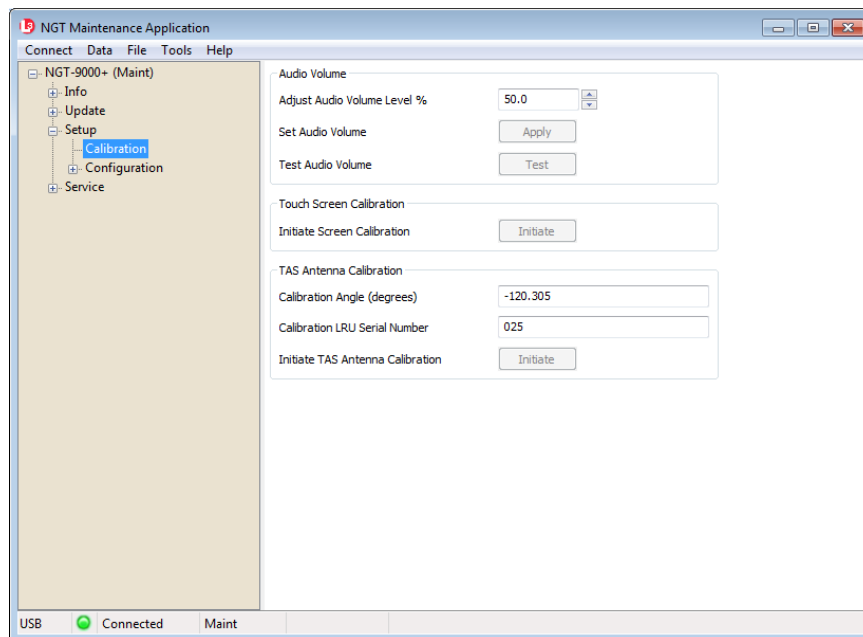 NGT Maintenance Application
Connect Data File Tools Help
NGT-9000+ (Maint)
Info
Update
Setup
Calibration
Configuration
Service
Audio Volume
Adjust Audio Volume Level % 50.0
Set Audio Volume Apply
Test Audio Volume Test
Touch Screen Calibration
Initiate Screen Calibration Initiate
TAS Antenna Calibration
Calibration Angle (degrees) -120.305
Calibration LRU Serial Number 025
Initiate TAS Antenna Calibration Initiate
USB Connected Maint